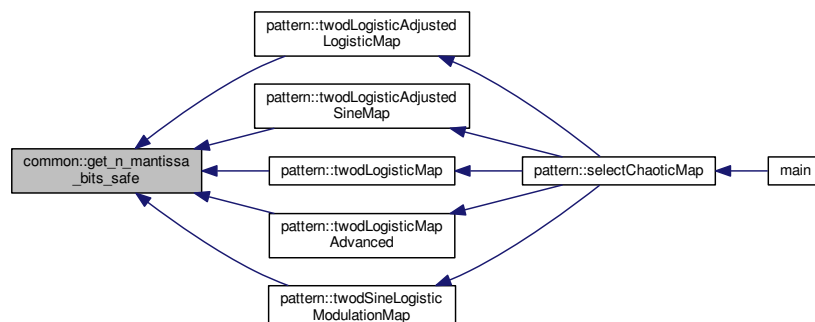 pattern::twodLogisticAdjusted
LogisticMap
pattern::twodLogisticAdjusted
SineMap
common::get_n_mantissa
_bits_safe
pattern::twodLogisticMap
pattern::selectChaoticMap
main
pattern::twodLogisticMap
Advanced
pattern::twodSineLogistic
ModulationMap